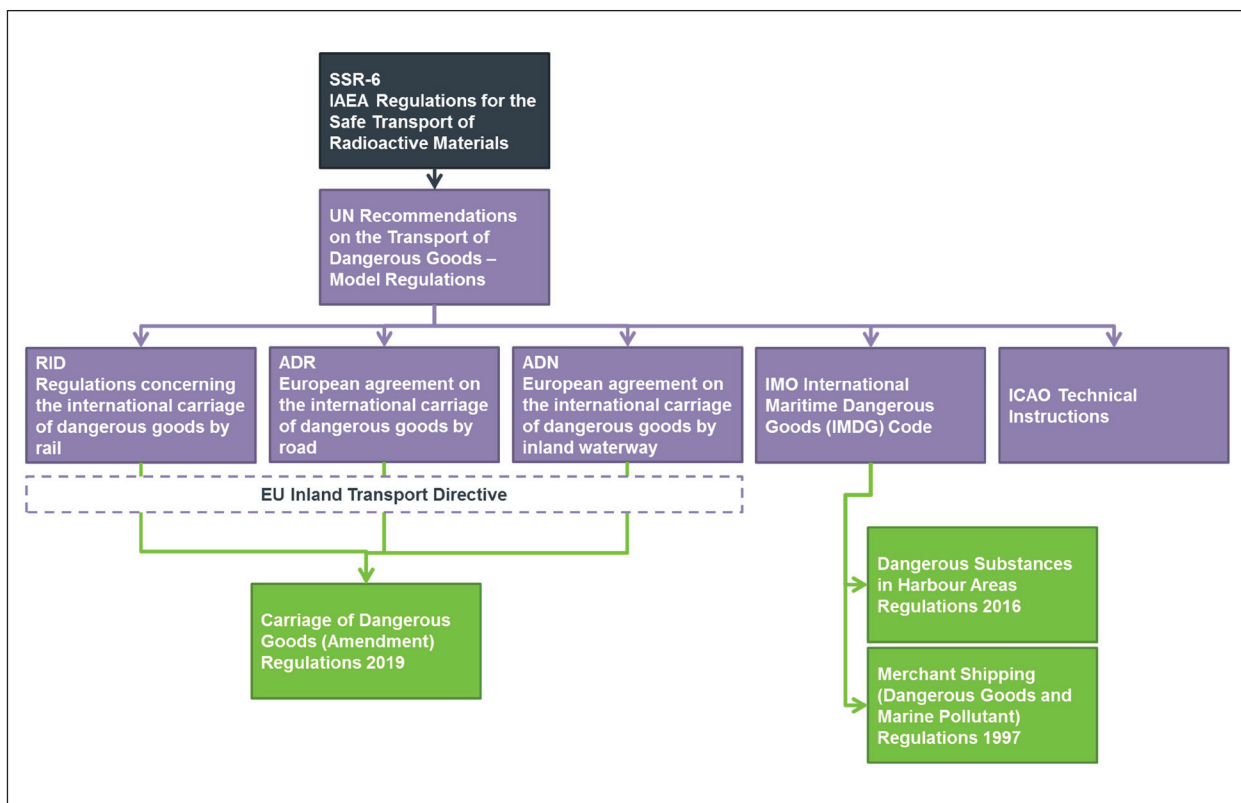 SSR-6
IAEA Regulations for the
Safe Transport of
Radioactive Materials
UN Recommendations
on the Transport of
Dangerous Goods –
Model Regulations
RID
Regulations concerning
the international carriage
of dangerous goods by
rail
ADR
European agreement on
the international carriage
of dangerous goods by
road
ADN
European agreement on
the international carriage
of dangerous goods by
inland waterway
IMO International
Maritime Dangerous
Goods (IMDG) Code
ICAO Technical
Instructions
EU Inland Transport Directive
Carriage of Dangerous
Goods (Amendment)
Regulations 2019
Dangerous Substances
in Harbour Areas
Regulations 2016
Merchant Shipping
(Dangerous Goods and
Marine Pollutant)
Regulations 1997